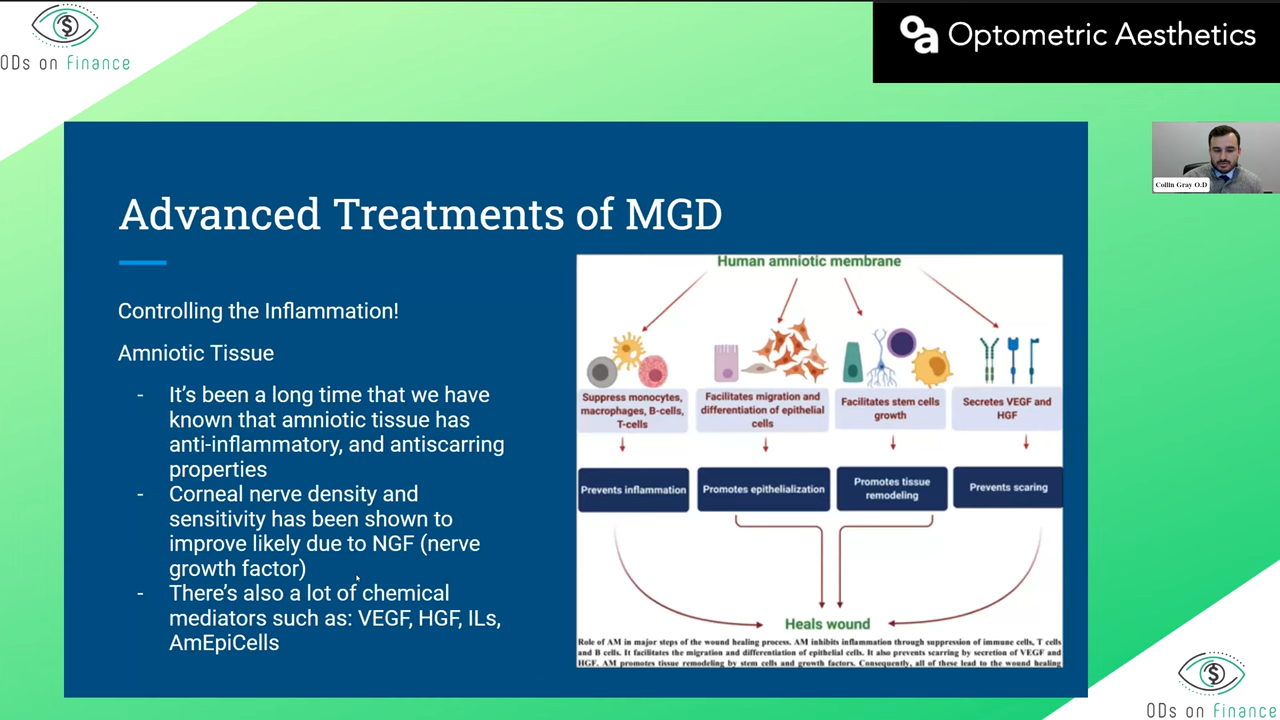 ODs on Finance
oa Optometric Aesthetics
Collin Gray O.D
Advanced Treatments of MGD
Controlling the Inflammation!
Amniotic Tissue
- It's been a long time that we have
known that amniotic tissue has
anti-inflammatory, and antiscarring
properties
- Corneal nerve density and
sensitivity has been shown to
improve likely due to NGF (nerve
growth factor)
- There's also a lot of chemical
mediators such as: VEGF, HGF, ILs,
AmEpiCells
Human amniotic membrane
Suppress monocytes,
macrophages, B-cells,
T-cells
Facilitates migration and
differentiation of epithelial
cells
Facilitates stem cells
growth
Secretes VEGF and
HGF
Prevents inflammation
Promotes epithelialization
Promotes tissue
remodeling
Prevents scaring
Heals wound
Role of AM in major steps of the wound healing process. AM inhibits inflammation through suppression of immune cells, T cells
and B cells. It facilitates the migration and differentiation of epithelial cells. It also prevents scarring by secretion of VEGF and
HGF. AM promotes tissue remodeling by stem cells and growth factors. Consequently, all of these lead to the wound healing
ODs on Finance